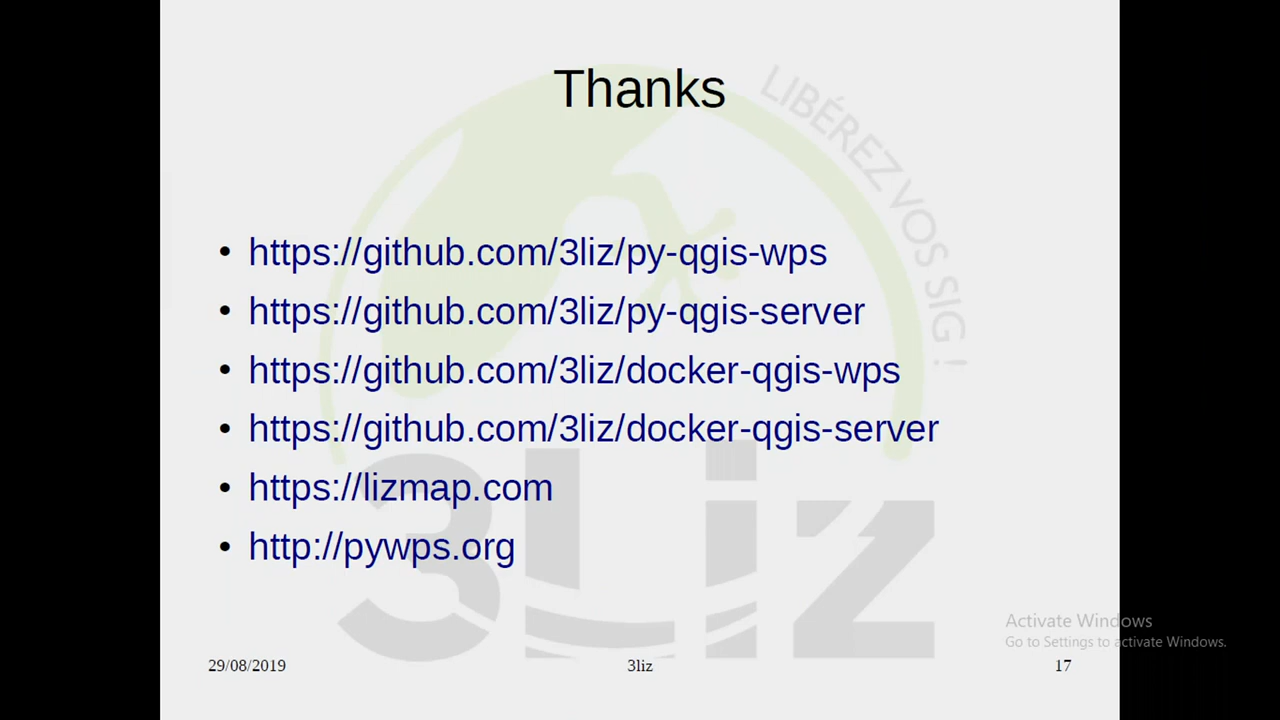 Thanks
LIBÉREZ VOS SIG !
• https://github.com/3liz/py-qgis-wps
• https://github.com/3liz/py-qgis-server
• https://github.com/3liz/docker-qgis-wps
• https://github.com/3liz/docker-qgis-server
• https://lizmap.com
• http://pywps.org
3Liz
Activate Windows
Go to Settings to activate Windows.
29/08/2019 3liz 17